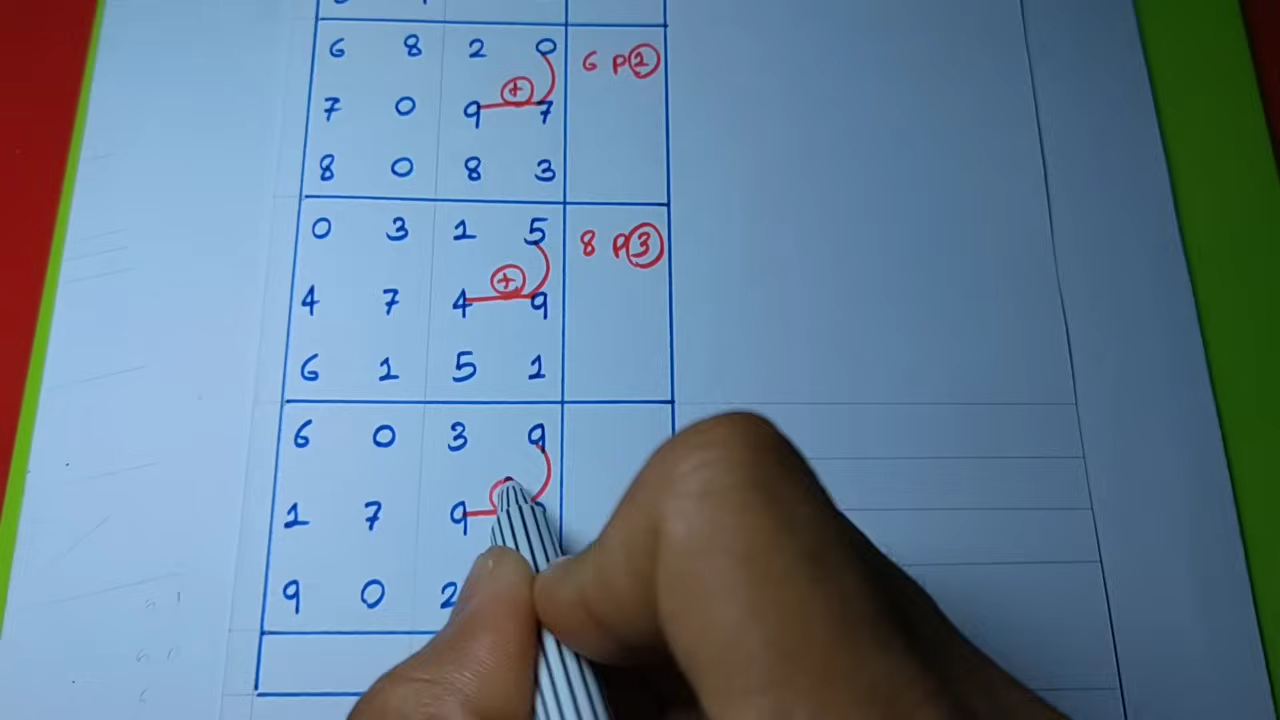 6 8 2 0 6 P2
+
7 0 9 7
8 0 8 3
0 3 1 5 8 P3
+
4 7 4 9
6 1 5 1
6 0 3 9
1 7 9
9 0 2